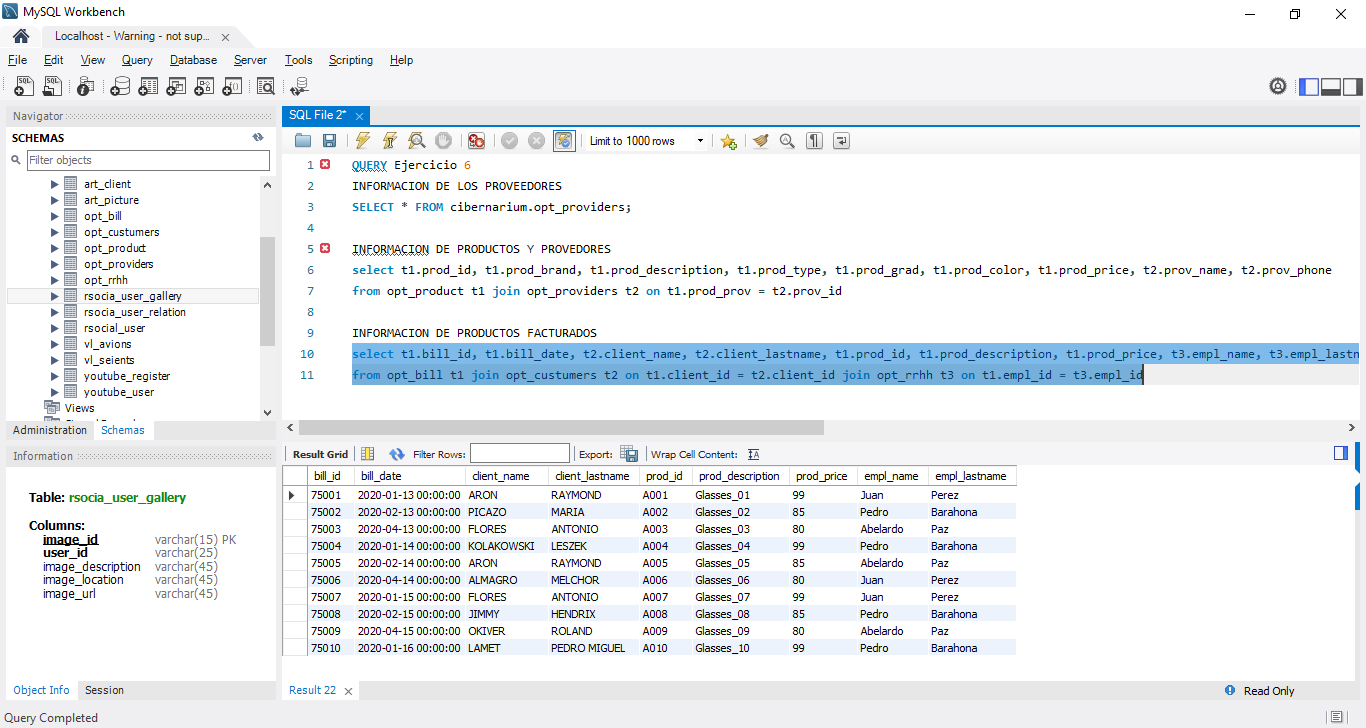 MySQL Workbench
Localhost - Warning - not sup...
File Edit View Query Database Server Tools Scripting Help
Navigator
SCHEMAS
Filter objects
art_client
art_picture
opt_bill
opt_custumers
opt_product
opt_providers
opt_rrhh
rsocia_user_gallery
rsocia_user_relation
rsocial_user
vl_avions
vl_seients
youtube_register
youtube_user
Views
Administration Schemas
Information
Table: rsocia_user_gallery
Columns:
image_id varchar(15) PK
user_id varchar(25)
image_description varchar(45)
image_location varchar(45)
image_url varchar(45)
Object Info Session
Query Completed
SQL File 2*
Limit to 1000 rows
1 QUERY Ejercicio 6
2 INFORMACION DE LOS PROVEEDORES
3 SELECT * FROM cibernarium.opt_providers;
4
5 INFORMACION DE PRODUCTOS Y PROVEDORES
6 select t1.prod_id, t1.prod_brand, t1.prod_description, t1.prod_type, t1.prod_grad, t1.prod_color, t1.prod_price, t2.prov_name, t2.prov_phone
7 from opt_product t1 join opt_providers t2 on t1.prod_prov = t2.prov_id
8
9 INFORMACION DE PRODUCTOS FACTURADOS
10 select t1.bill_id, t1.bill_date, t2.client_name, t2.client_lastname, t1.prod_id, t1.prod_description, t1.prod_price, t3.empl_name, t3.empl_lastn
11 from opt_bill t1 join opt_custumers t2 on t1.client_id = t2.client_id join opt_rrhh t3 on t1.empl_id = t3.empl_id
Result Grid Filter Rows: Export: Wrap Cell Content:
bill_id bill_date client_name client_lastname prod_id prod_description prod_price empl_name empl_lastname
75001 2020-01-13 00:00:00 ARON RAYMOND A001 Glasses_01 99 Juan Perez
75002 2020-02-13 00:00:00 PICAZO MARIA A002 Glasses_02 85 Pedro Barahona
75003 2020-04-13 00:00:00 FLORES ANTONIO A003 Glasses_03 80 Abelardo Paz
75004 2020-01-14 00:00:00 KOLAKOWSKI LESZEK A004 Glasses_04 99 Pedro Barahona
75005 2020-02-14 00:00:00 ARON RAYMOND A005 Glasses_05 85 Abelardo Paz
75006 2020-04-14 00:00:00 ALMAGRO MELCHOR A006 Glasses_06 80 Juan Perez
75007 2020-01-15 00:00:00 FLORES ANTONIO A007 Glasses_07 99 Juan Perez
75008 2020-02-15 00:00:00 JIMMY HENDRIX A008 Glasses_08 85 Pedro Barahona
75009 2020-04-15 00:00:00 OKIVER ROLAND A009 Glasses_09 80 Abelardo Paz
75010 2020-01-16 00:00:00 LAMET PEDRO MIGUEL A010 Glasses_10 99 Pedro Barahona
Result 22
Read Only